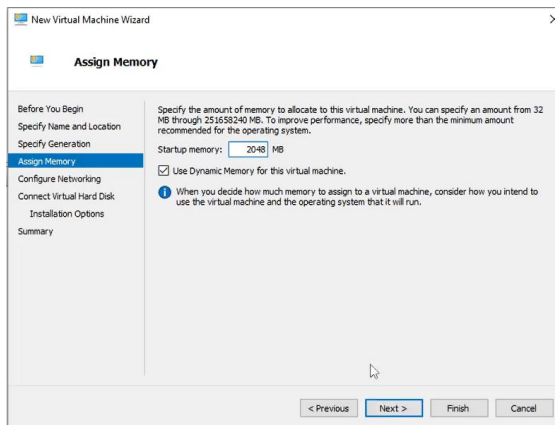 New Virtual Machine Wizard
Assign Memory
Before You Begin
Specify Name and Location
Specify Generation
Assign Memory
Configure Networking
Connect Virtual Hard Disk
Installation Options
Summary
Specify the amount of memory to allocate to this virtual machine. You can specify an amount from 32
MB through 251658240 MB. To improve performance, specify more than the minimum amount
recommended for the operating system.
Startup memory: 2048 MB
Use Dynamic Memory for this virtual machine.
When you decide how much memory to assign to a virtual machine, consider how you intend to
use the virtual machine and the operating system that it will run.
< Previous Next > Finish Cancel